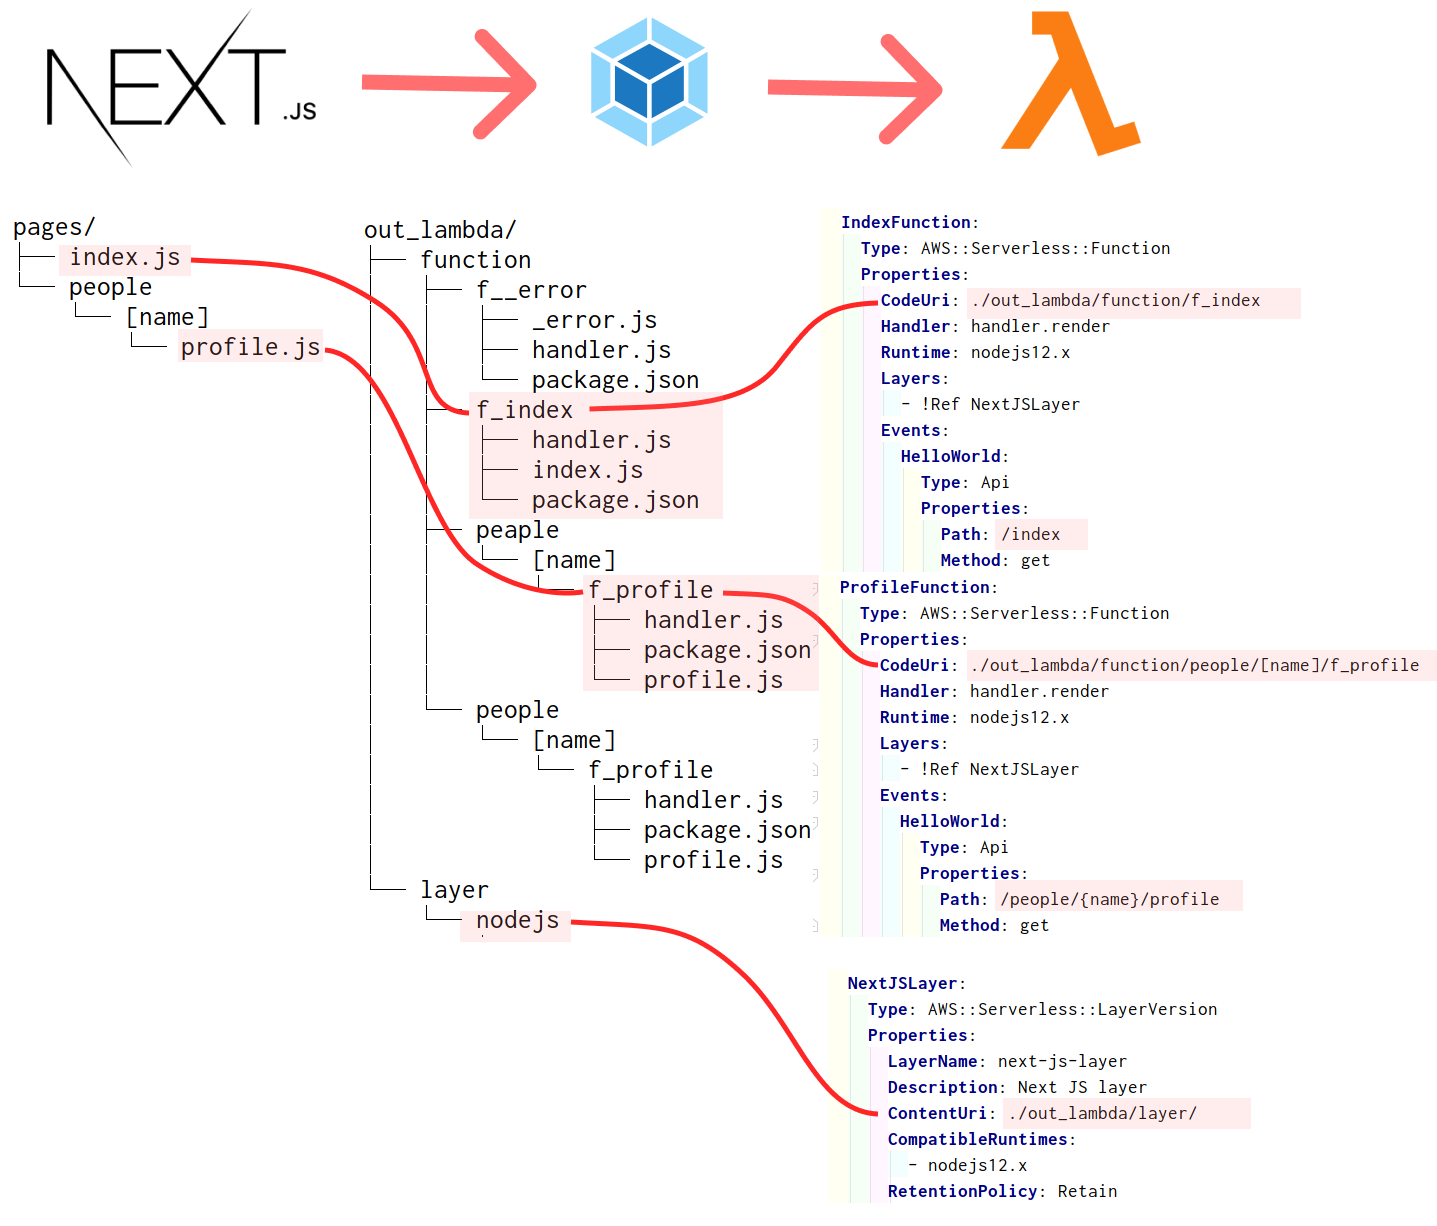 NEXT.JS
pages/
index.js
people
[name]
profile.js
out_lambda/
function
f__error
_error.js
handler.js
package.json
f_index
handler.js
index.js
package.json
peaple
[name]
f_profile
handler.js
package.json
profile.js
people
[name]
f_profile
handler.js
package.json
profile.js
layer
nodejs
IndexFunction:
Type: AWS::Serverless::Function
Properties:
CodeUri: ./out_lambda/function/f_index
Handler: handler.render
Runtime: nodejs12.x
Layers:
- !Ref NextJSLayer
Events:
HelloWorld:
Type: Api
Properties:
Path: /index
Method: get
ProfileFunction:
Type: AWS::Serverless::Function
Properties:
CodeUri: ./out_lambda/function/people/[name]/f_profile
Handler: handler.render
Runtime: nodejs12.x
Layers:
- !Ref NextJSLayer
Events:
HelloWorld:
Type: Api
Properties:
Path: /people/{name}/profile
Method: get
NextJSLayer:
Type: AWS::Serverless::LayerVersion
Properties:
LayerName: next-js-layer
Description: Next JS layer
ContentUri: ./out_lambda/layer/
CompatibleRuntimes:
- nodejs12.x
RetentionPolicy: Retain